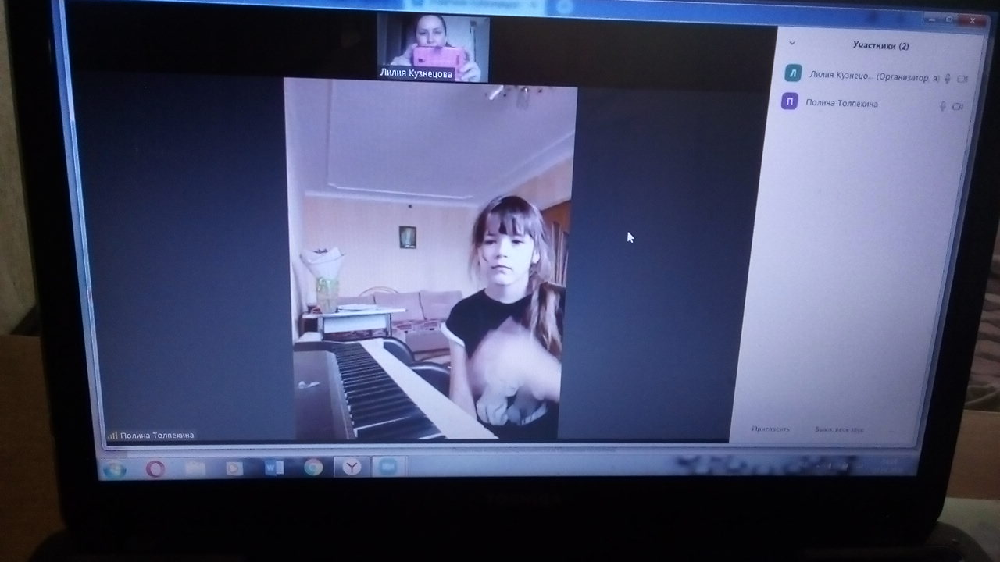 Лилия Кузнецова
Участники (2)
Л
Лилия Кузнецо... (Организатор, я)
П
Полина Толпекина
Полина Толпекина
Пригласить
Выкл. весь звук